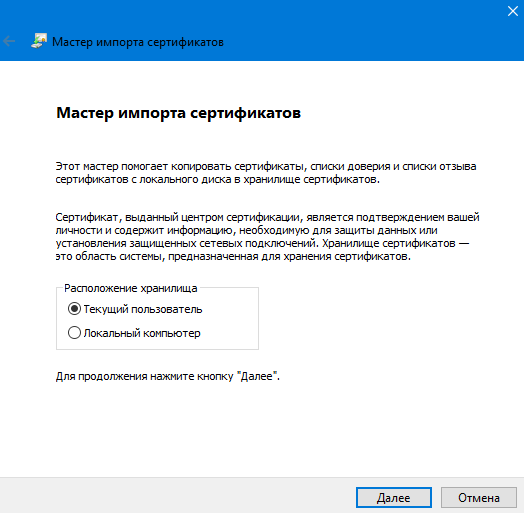 Мастер импорта сертификатов
Мастер импорта сертификатов
Этот мастер помогает копировать сертификаты, списки доверия и списки отзыва
сертификатов с локального диска в хранилище сертификатов.
Сертификат, выданный центром сертификации, является подтверждением вашей
личности и содержит информацию, необходимую для защиты данных или
установления защищенных сетевых подключений. Хранилище сертификатов —
это область системы, предназначенная для хранения сертификатов.
Расположение хранилища
Текущий пользователь
Локальный компьютер
Для продолжения нажмите кнопку "Далее".
Далее
Отмена